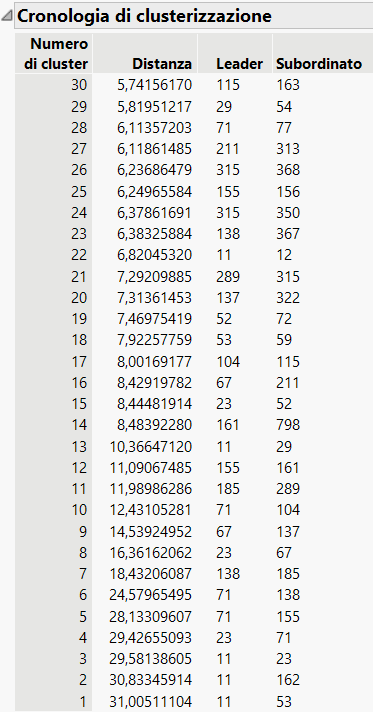 Cronologia di clusterizzazione
Numero
di cluster Distanza Leader Subordinato
30 5,74156170 115 163
29 5,81951217 29 54
28 6,11357203 71 77
27 6,11861485 211 313
26 6,23686479 315 368
25 6,24965584 155 156
24 6,37861691 315 350
23 6,38325884 138 367
22 6,82045320 11 12
21 7,29209885 289 315
20 7,31361453 137 322
19 7,46975419 52 72
18 7,92257759 53 59
17 8,00169177 104 115
16 8,42919782 67 211
15 8,44481914 23 52
14 8,48392280 161 798
13 10,36647120 11 29
12 11,09067485 155 161
11 11,98986286 185 289
10 12,43105281 71 104
9 14,53924952 67 137
8 16,36162062 23 67
7 18,43206087 138 185
6 24,57965495 71 138
5 28,13309607 71 155
4 29,42655093 23 71
3 29,58138605 11 23
2 30,83345914 11 162
1 31,00511104 11 53